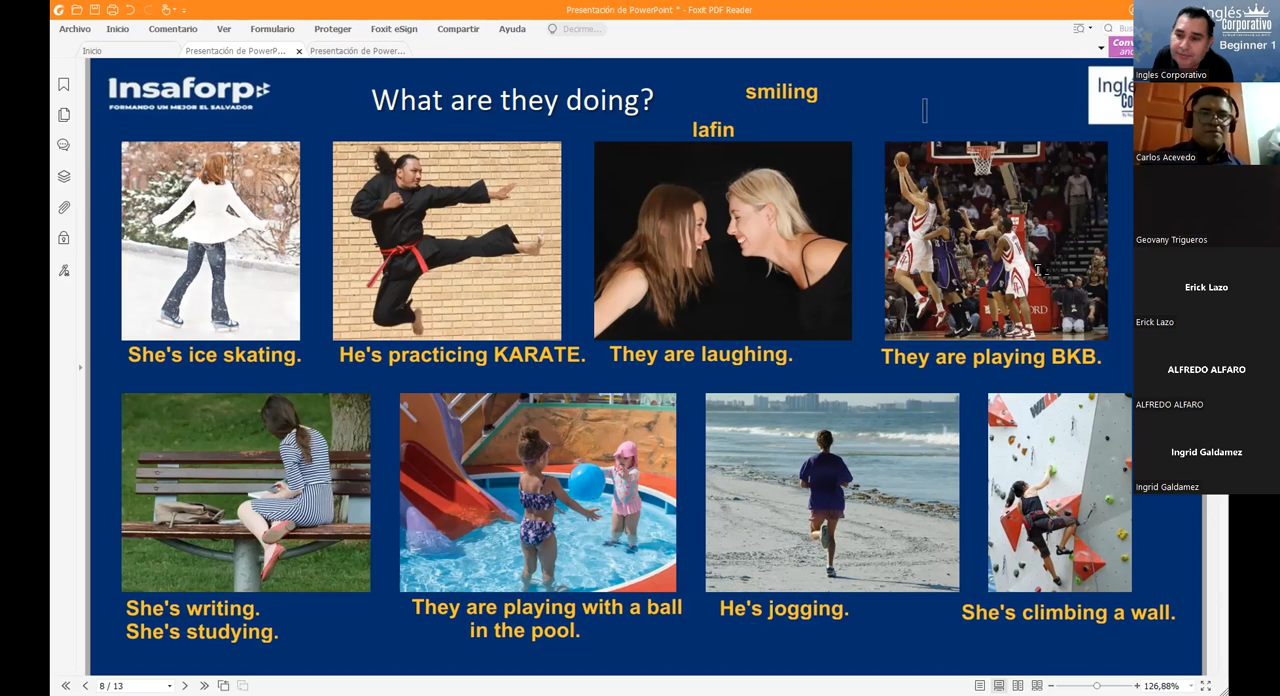 Presentación de PowerPoint * - Foxit PDF Reader
Archivo Inicio Comentario Ver Formulario Proteger Foxit eSign Compartir Ayuda Decirme...
Inicio Presentación de PowerP... Presentación de Power...
Insaforp
FORMANDO UN MEJOR EL SALVADOR
What are they doing?
smiling
lafin
She's ice skating.
He's practicing KARATE.
They are laughing.
They are playing BKB.
She's writing.
She's studying.
They are playing with a ball
in the pool.
He's jogging.
She's climbing a wall.
8 / 13
126,88%
Inglés
Corporativo
Beginner 1
Ingles Corporativo
Carlos Acevedo
Geovany Trigueros
Erick Lazo
Erick Lazo
ALFREDO ALFARO
ALFREDO ALFARO
Ingrid Galdamez
Ingrid Galdamez